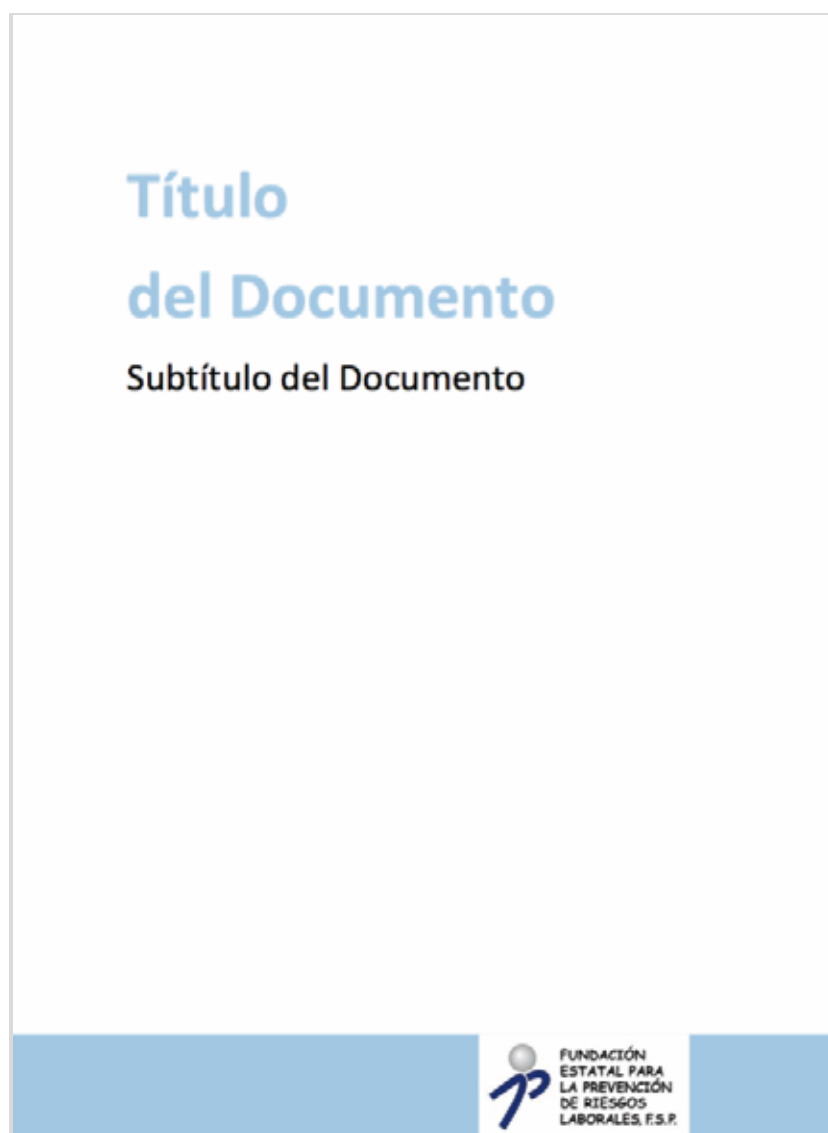 Título
del Documento
Subtítulo del Documento
FUNDACIÓN
ESTATAL PARA
LA PREVENCIÓN
DE RIESGOS
LABORALES, F.S.P.